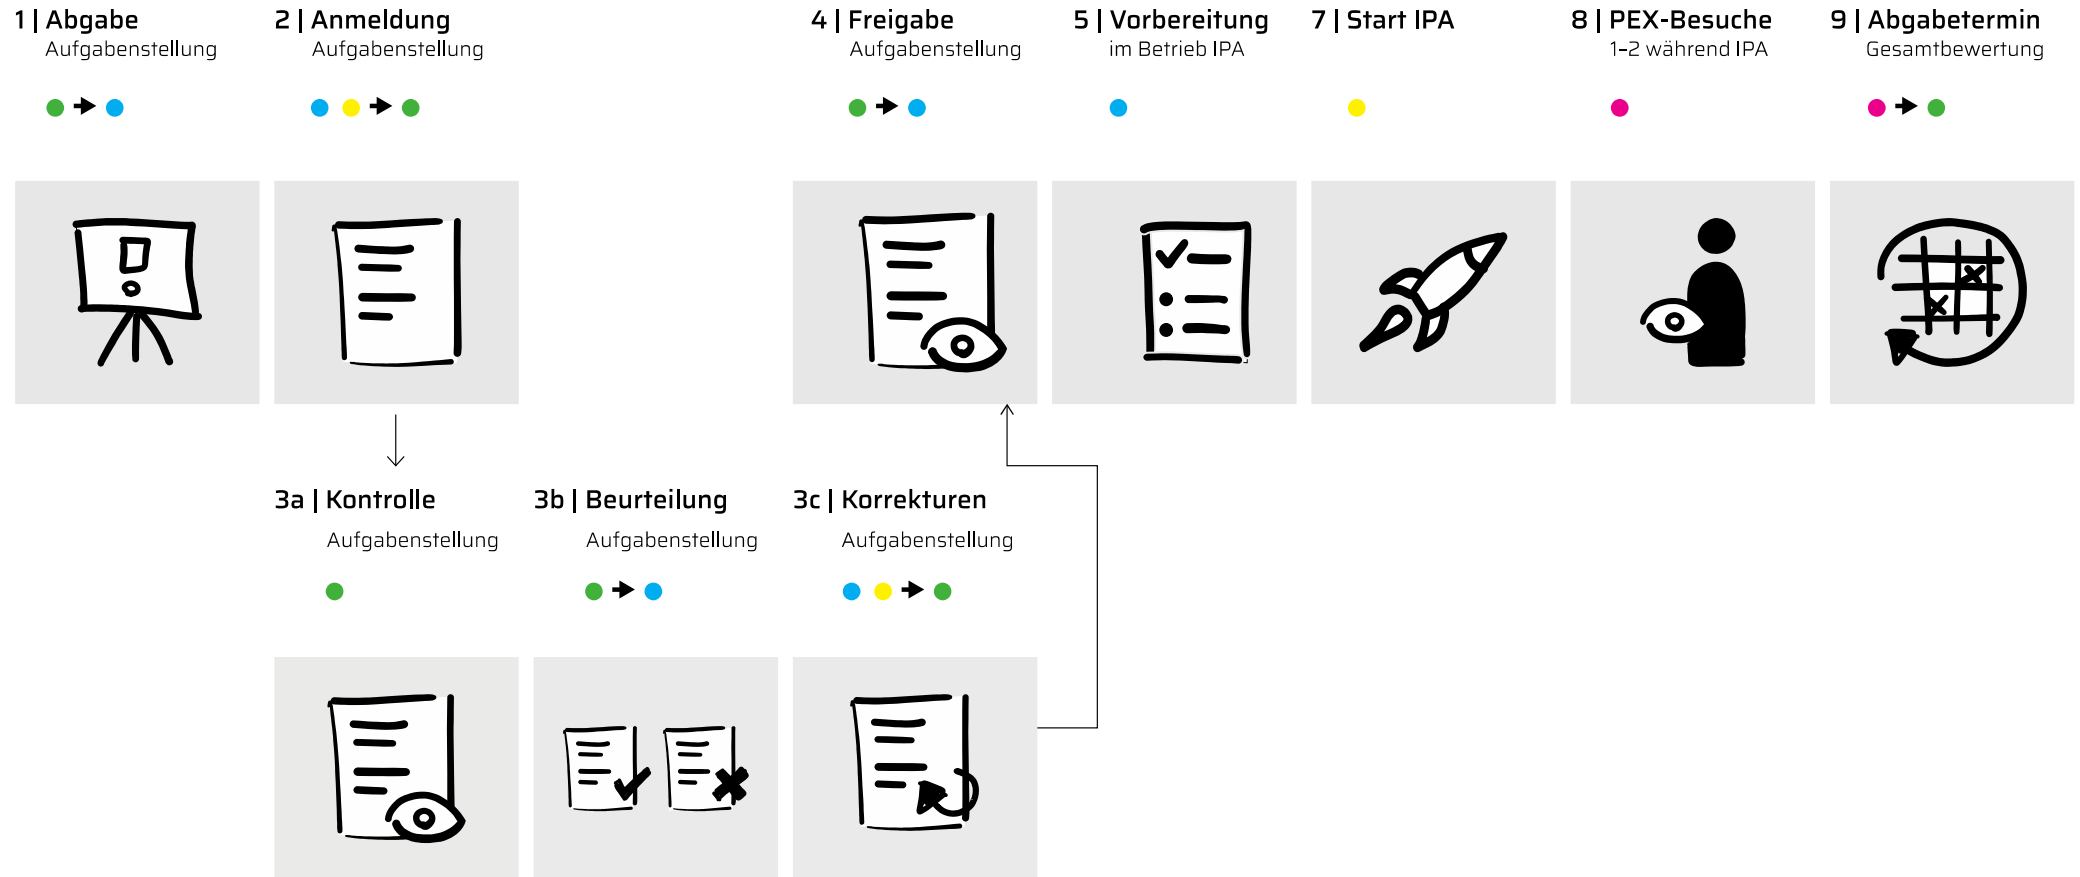 1 | Abgabe
Aufgabenstellung
2 | Anmeldung
Aufgabenstellung
4 | Freigabe
Aufgabenstellung
5 | Vorbereitung
im Betrieb IPA
7 | Start IPA
8 | PEX-Besuche
1–2 während IPA
9 | Abgabetermin
Gesamtbewertung
3a | Kontrolle
Aufgabenstellung
3b | Beurteilung
Aufgabenstellung
3c | Korrekturen
Aufgabenstellung